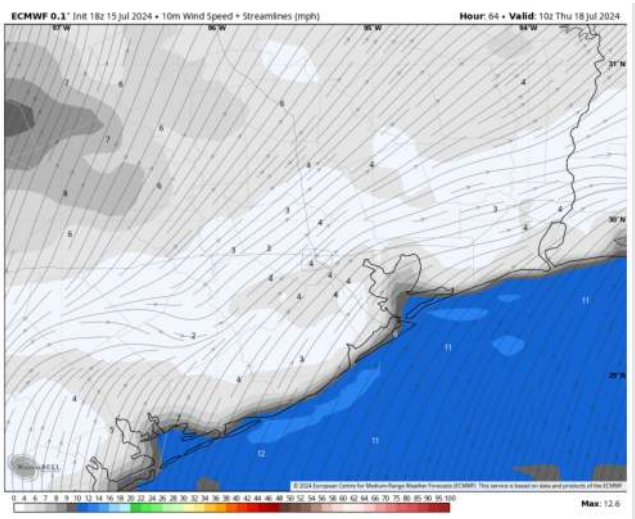 ECMWF 0.1° Init 18z 15 Jul 2024 • 10m Wind Speed + Streamlines (mph)
Hour: 64 • Valid: 10z Thu 18 Jul 2024
97°W 96°W 95°W 94°W
31°N
4
7 6
6
6
7
4 4
8 6
3 3 4
4 30°N
4
6
3 3
4
4 4 4
4 4
11
2
11
3
29°N
4
4
7
5
11
12
WeatherBELL
© 2024 European Centre for Medium-Range Weather Forecasts (ECMWF). This service is based on data and products of the ECMWF
0 4 6 7 8 9 10 12 14 16 18 20 22 24 26 28 30 32 34 36 38 40 42 44 46 48 50 52 54 56 58 60 65 70 75 80 85 90 95 100
Max: 12.6